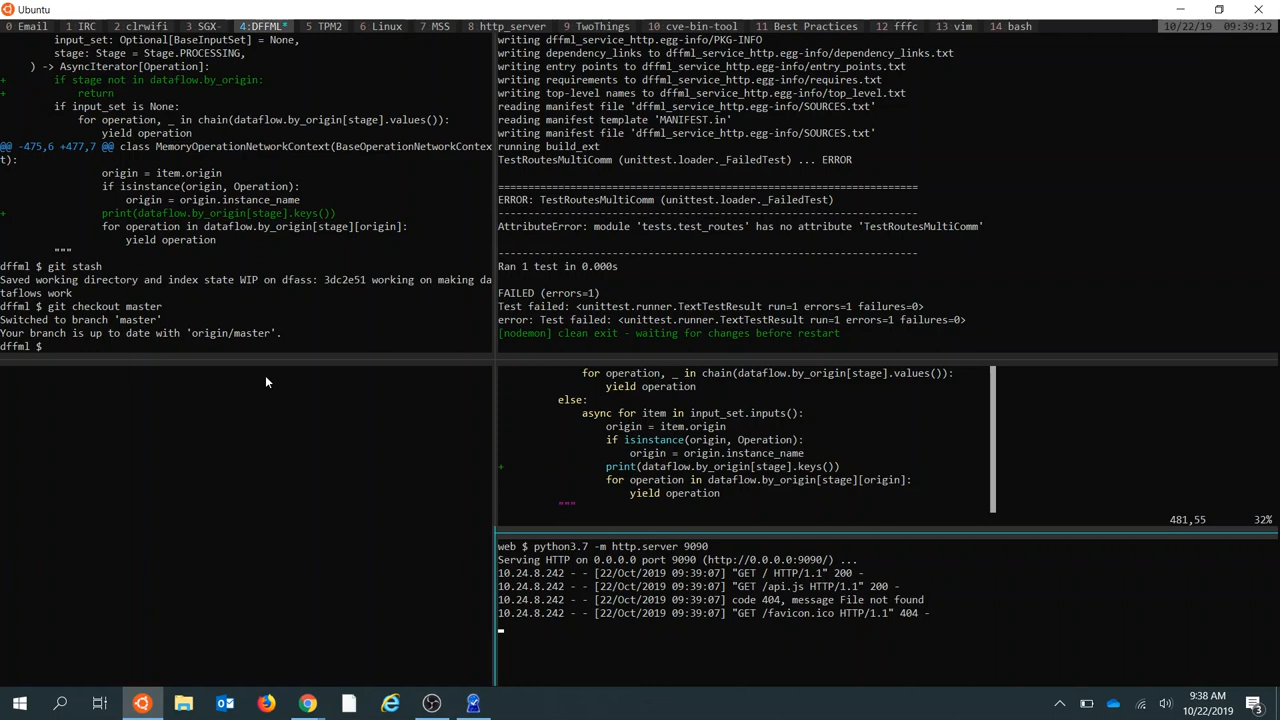 Ubuntu
0 Email 1 IRC 2 clrwifi 3 SGX- 4:DFFML* 5 TPM2 6 Linux 7 MSS 8 http_server 9 TwoThings 10 cve-bin-tool 11 Best Practices 12 fffc 13 vim 14 bash 10/22/19 09:39:12
input_set: Optional[BaseInputSet] = None,
stage: Stage = Stage.PROCESSING,
) -> AsyncIterator[Operation]:
+ if stage not in dataflow.by_origin:
+ return
if input_set is None:
for operation, _ in chain(dataflow.by_origin[stage].values()):
yield operation
@@ -475,6 +477,7 @@ class MemoryOperationNetworkContext(BaseOperationNetworkContex
t):
origin = item.origin
if isinstance(origin, Operation):
origin = origin.instance_name
+ print(dataflow.by_origin[stage].keys())
for operation in dataflow.by_origin[stage][origin]:
yield operation
"""
dffml $ git stash
Saved working directory and index state WIP on dfass: 3dc2e51 working on making da
taflows work
dffml $ git checkout master
Switched to branch 'master'
Your branch is up to date with 'origin/master'.
dffml $
writing dffml_service_http.egg-info/PKG-INFO
writing dependency_links to dffml_service_http.egg-info/dependency_links.txt
writing entry points to dffml_service_http.egg-info/entry_points.txt
writing requirements to dffml_service_http.egg-info/requires.txt
writing top-level names to dffml_service_http.egg-info/top_level.txt
reading manifest file 'dffml_service_http.egg-info/SOURCES.txt'
reading manifest template 'MANIFEST.in'
writing manifest file 'dffml_service_http.egg-info/SOURCES.txt'
running build_ext
TestRoutesMultiComm (unittest.loader._FailedTest) ... ERROR
======================================================================
ERROR: TestRoutesMultiComm (unittest.loader._FailedTest)
----------------------------------------------------------------------
AttributeError: module 'tests.test_routes' has no attribute 'TestRoutesMultiComm'
----------------------------------------------------------------------
Ran 1 test in 0.000s
FAILED (errors=1)
Test failed: <unittest.runner.TextTestResult run=1 errors=1 failures=0>
error: Test failed: <unittest.runner.TextTestResult run=1 errors=1 failures=0>
[nodemon] clean exit - waiting for changes before restart
for operation, _ in chain(dataflow.by_origin[stage].values()):
yield operation
else:
async for item in input_set.inputs():
origin = item.origin
if isinstance(origin, Operation):
origin = origin.instance_name
+ print(dataflow.by_origin[stage].keys())
for operation in dataflow.by_origin[stage][origin]:
yield operation
"""
481,55 32%
web $ python3.7 -m http.server 9090
Serving HTTP on 0.0.0.0 port 9090 (http://0.0.0.0:9090/) ...
10.24.8.242 - - [22/Oct/2019 09:39:07] "GET / HTTP/1.1" 200 -
10.24.8.242 - - [22/Oct/2019 09:39:07] "GET /api.js HTTP/1.1" 200 -
10.24.8.242 - - [22/Oct/2019 09:39:07] code 404, message File not found
10.24.8.242 - - [22/Oct/2019 09:39:07] "GET /favicon.ico HTTP/1.1" 404 -
9:38 AM
10/22/2019
3